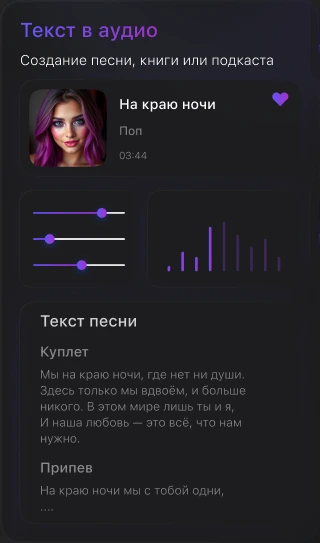 Текст в аудио
Создание песни, книги или подкаста
На краю ночи
Поп
03:44
Текст песни
Куплет
Мы на краю ночи, где нет ни души.
Здесь только мы вдвоём, и больше
никого. В этом мире лишь ты и я,
И наша любовь — это всё, что нам
нужно.
Припев
На краю ночи мы с тобой одни,
....